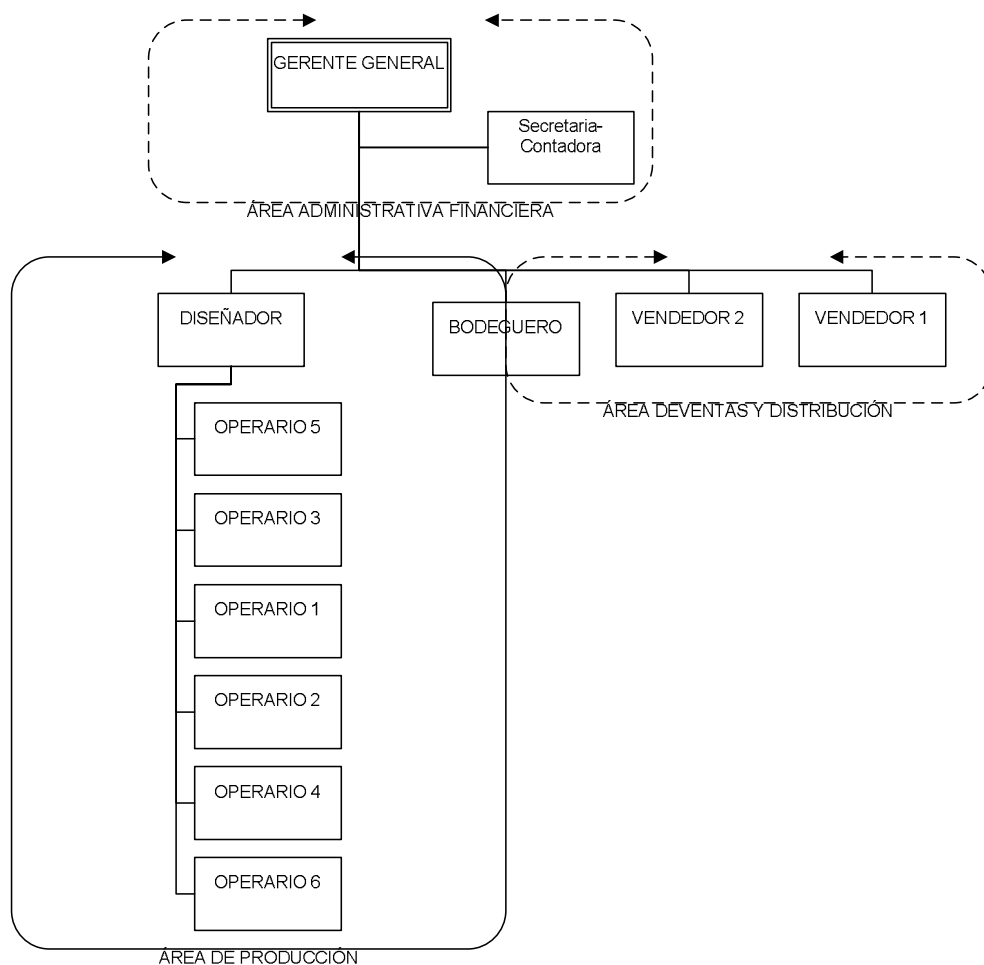 GERENTE GENERAL
Secretaria-
Contadora
ÁREA ADMINISTRATIVA FINANCIERA
DISEÑADOR
BODEGUERO
VENDEDOR 2
VENDEDOR 1
ÁREA DEVENTAS Y DISTRIBUCIÓN
OPERARIO 5
OPERARIO 3
OPERARIO 1
OPERARIO 2
OPERARIO 4
OPERARIO 6
ÁREA DE PRODUCCIÓN